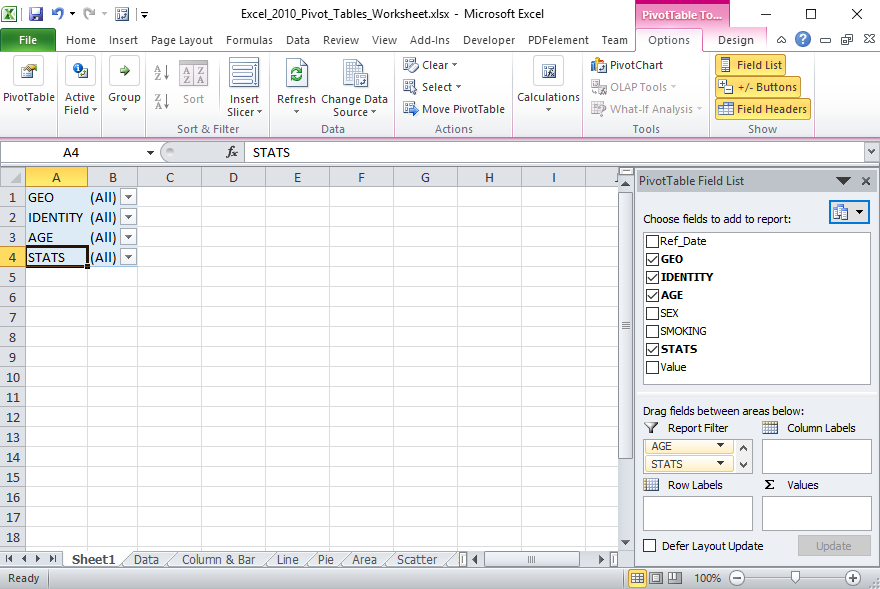 Excel_2010_Pivot_Tables_Worksheet.xlsx - Microsoft Excel PivotTable To...
File Home Insert Page Layout Formulas Data Review View Add-Ins Developer PDFelement Team Options Design
PivotTable Active Field Group Sort Insert Slicer Refresh Change Data Source Clear Select Move PivotTable Calculations PivotChart OLAP Tools What-If Analysis Field List +/- Buttons Field Headers
Sort & Filter Data Actions Tools Show
A4 fx STATS
A B C D E F G H I J
1 GEO (All)
2 IDENTITY (All)
3 AGE (All)
4 STATS (All)
5
6
7
8
9
10
11
12
13
14
15
16
17
18
PivotTable Field List
Choose fields to add to report:
Ref_Date
GEO
IDENTITY
AGE
SEX
SMOKING
STATS
Value
Drag fields between areas below:
Report Filter Column Labels
AGE
STATS
Row Labels Σ Values
Defer Layout Update Update
Sheet1 Data Column & Bar Line Pie Area Scatter
Ready 100%